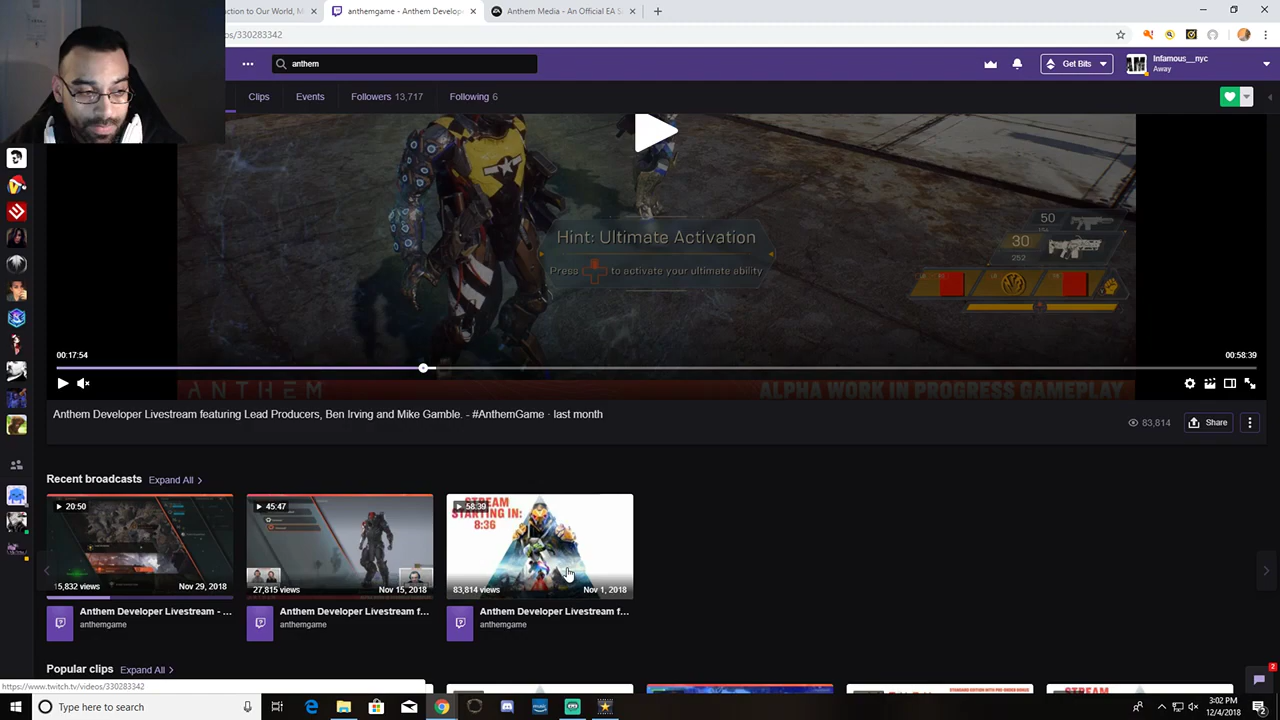 oduction to Our World, M
anthemgame - Anthem Develop
Anthem Media - An Official EA S
os/330283342
anthem
Get Bits
Infamous__nyc
Away
Clips
Events
Followers 13,717
Following 6
50
30
252
Hint: Ultimate Activation
Press to activate your ultimate ability
00:17:54
00:58:39
ANTHEM
ALPHA WORK IN PROGRESS GAMEPLAY
Anthem Developer Livestream featuring Lead Producers, Ben Irving and Mike Gamble. - #AnthemGame · last month
83,814
Share
Recent broadcasts Expand All
20:50
15,832 views
Nov 29, 2018
Anthem Developer Livestream - ...
anthemgame
45:47
27,815 views
Nov 15, 2018
Anthem Developer Livestream f...
anthemgame
STREAM
STARTING IN:
8:36
58:39
83,814 views
Nov 1, 2018
Anthem Developer Livestream f...
anthemgame
Popular clips Expand All
https://www.twitch.tv/videos/330283342
2
Type here to search
3:02 PM
12/4/2018
2